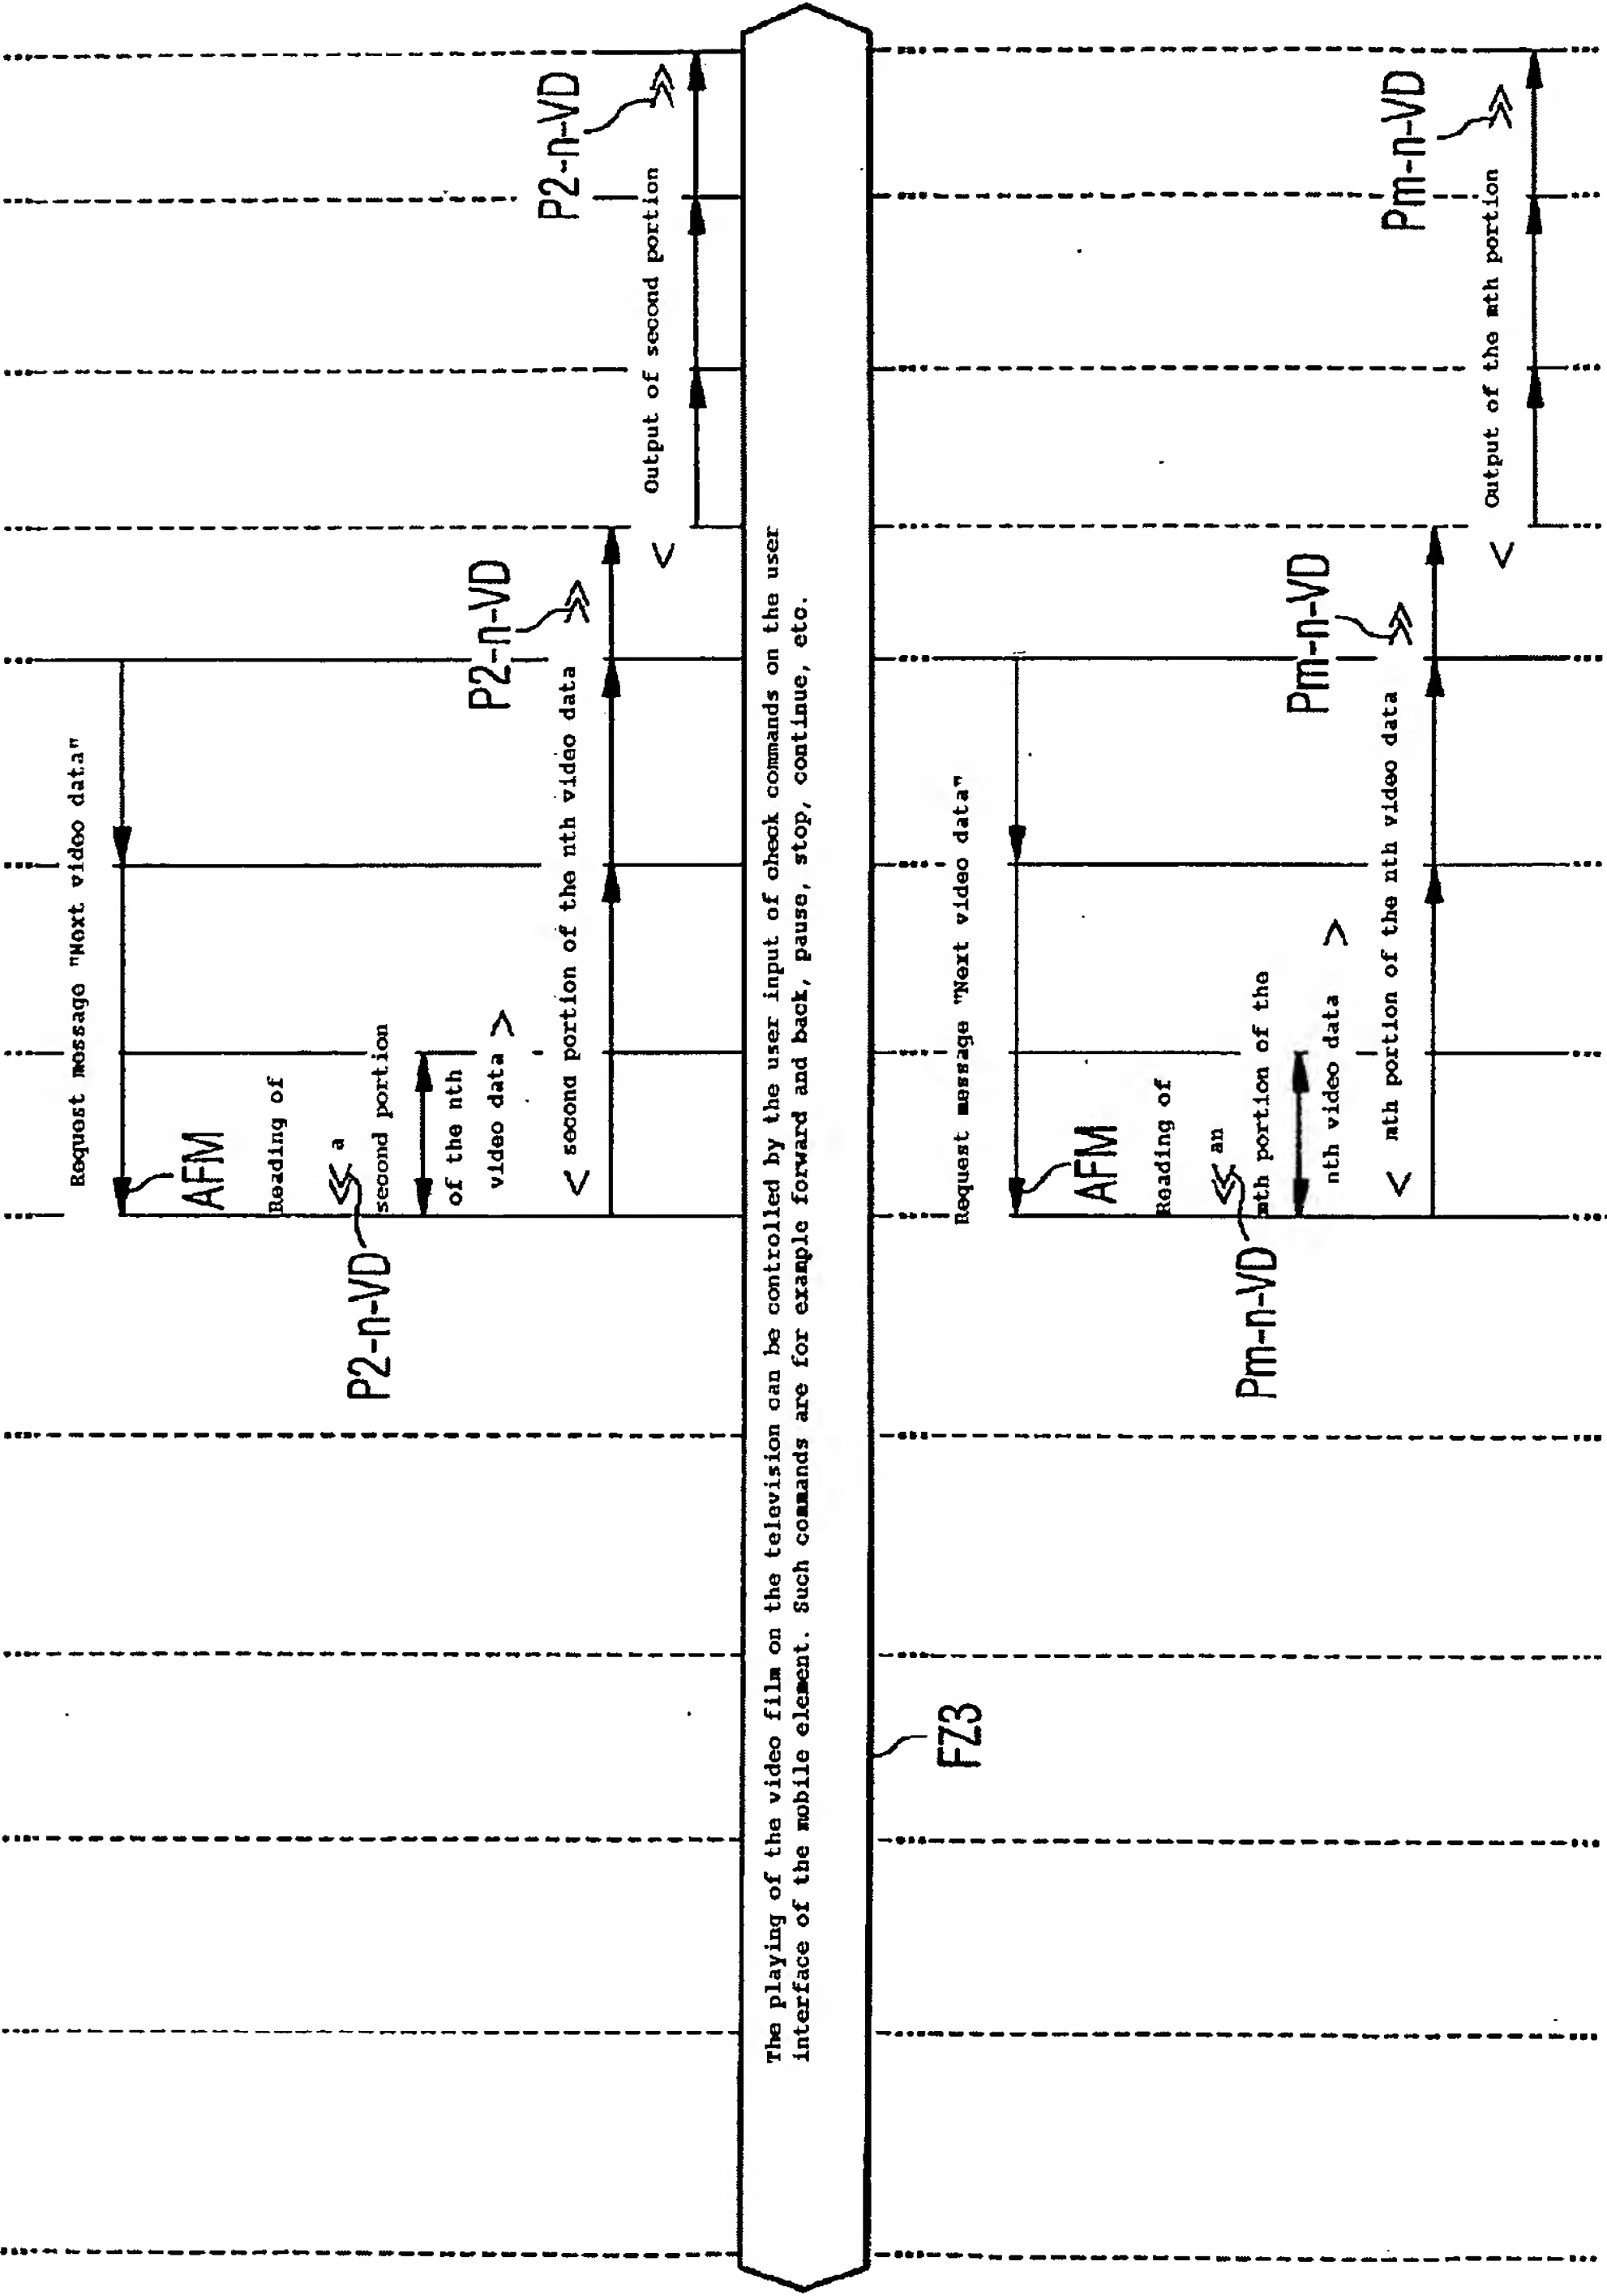 Request message "Next video data"
AFM
Reading of
<< a
second portion
P2-n-VD
of the nth
video data >
P2-n-VD
< second portion of the nth video data >>
P2-n-VD
< Output of second portion >>
The playing of the video film on the television can be controlled by the user input of check commands on the user
interface of the mobile element. Such commands are for example forward and back, pause, stop, continue, etc.
FZ3
Request message "Next video data"
AFM
Reading of
<< an
mth portion of the
Pm-n-VD
nth video data >
Pm-n-VD
< mth portion of the nth video data >>
Pm-n-VD
< Output of the mth portion >>